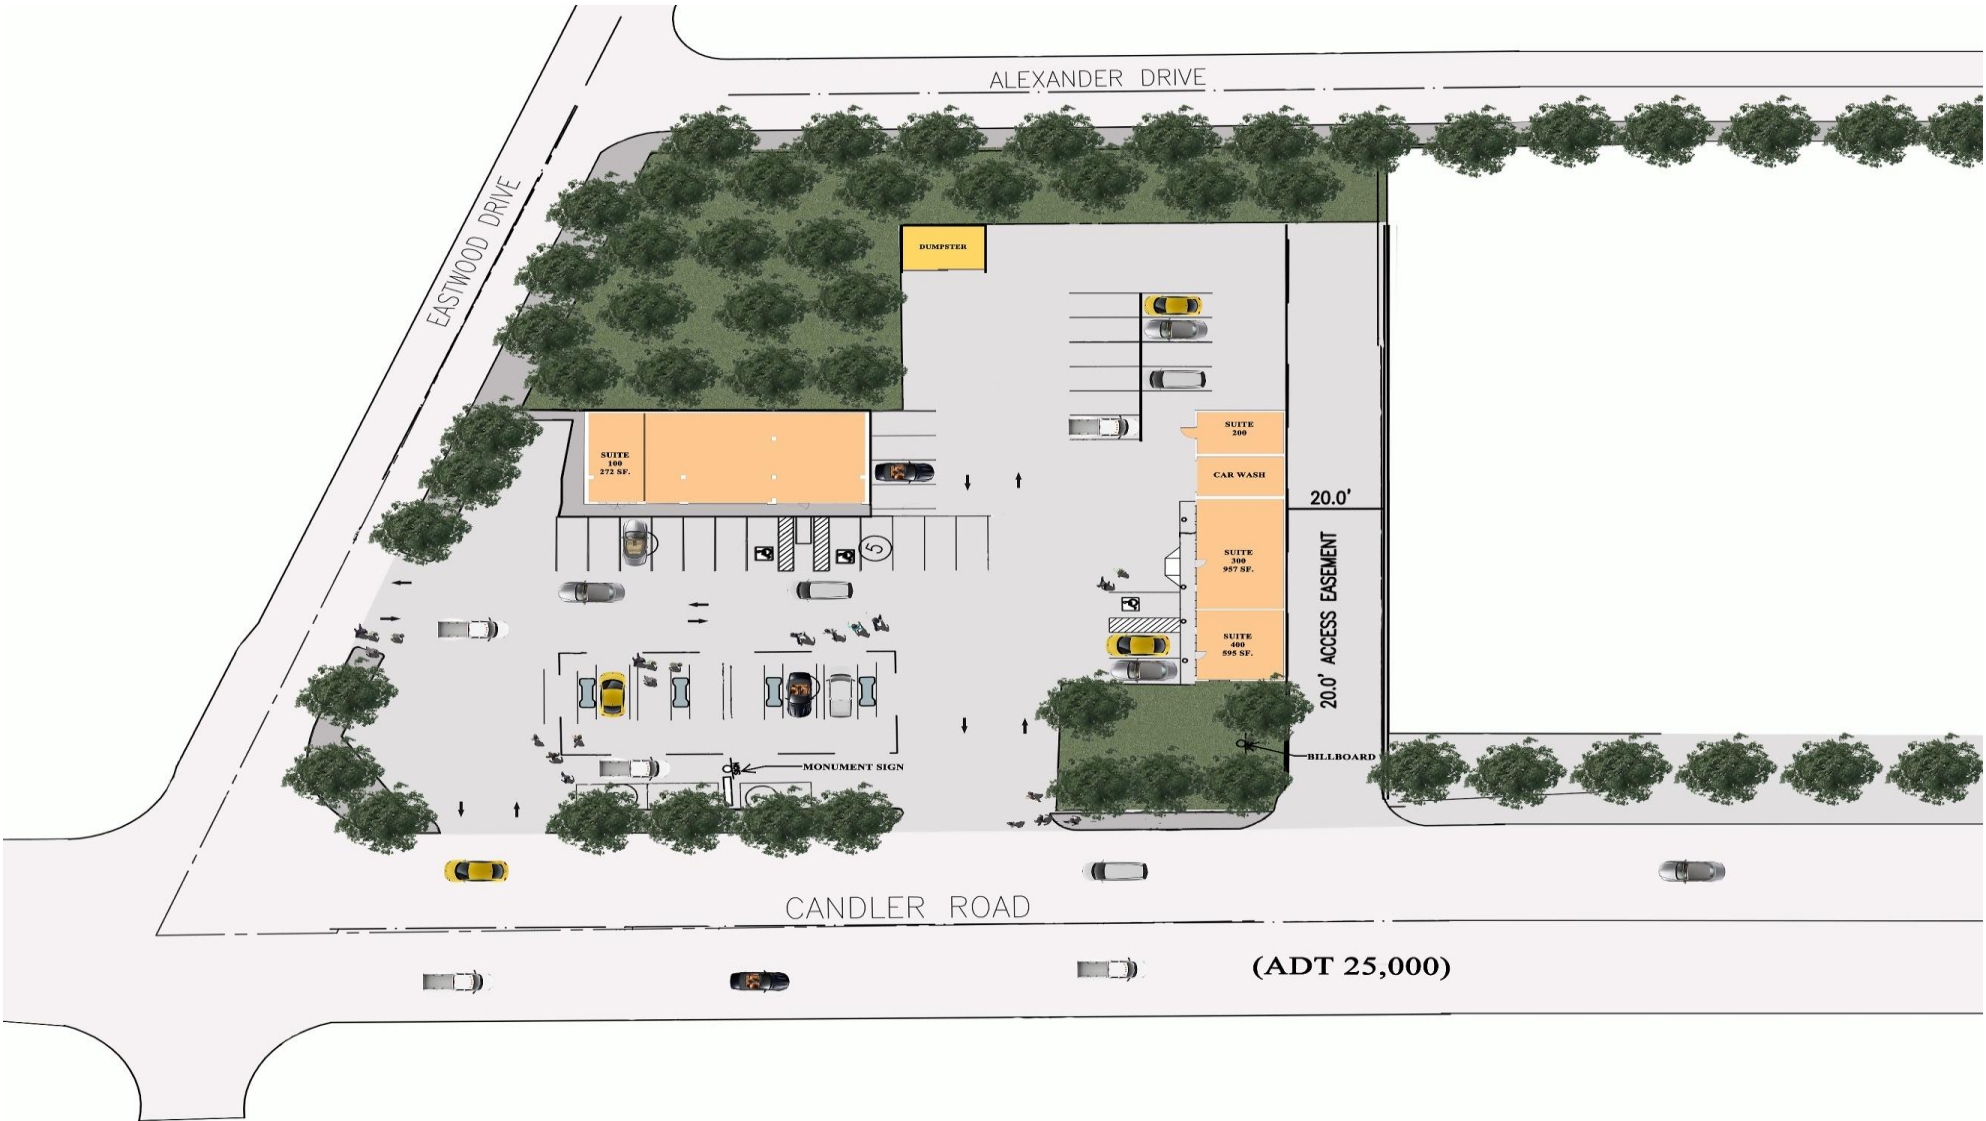 ALEXANDER DRIVE
EASTWOOD DRIVE
DUMPSTER
SUITE
100
272 SF.
SUITE
200
CAR WASH
20.0'
SUITE
300
957 SF.
20.0' ACCESS EASEMENT
5
SUITE
400
595 SF.
BILLBOARD
MONUMENT SIGN
CANDLER ROAD
(ADT 25,000)